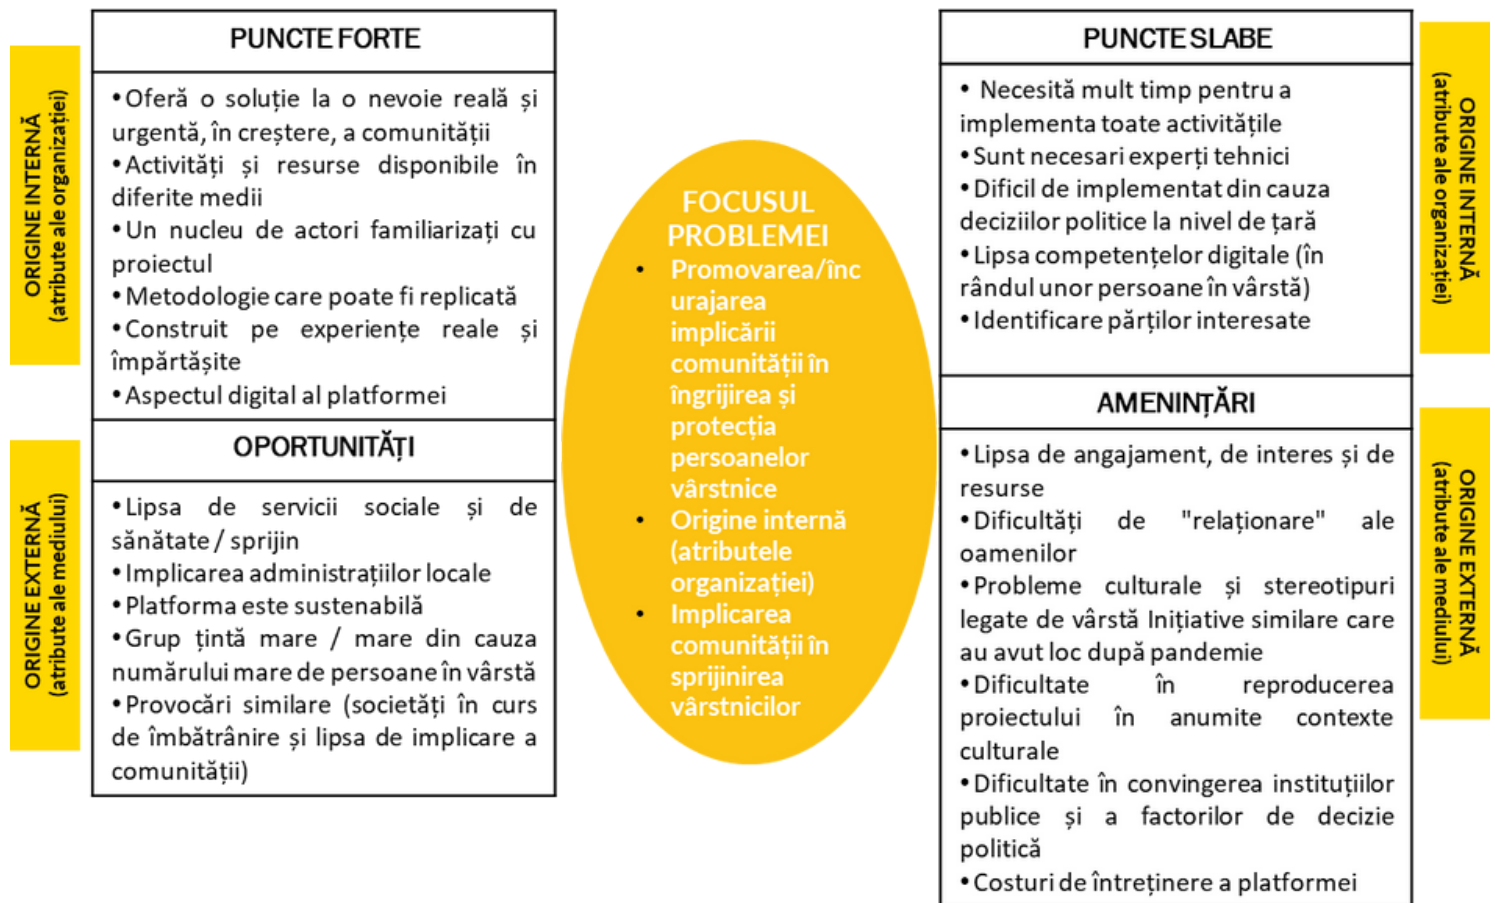 ORIGINE INTERNĂ
(atribute ale organizației)
PUNCTE FORTE
•Oferă o soluție la o nevoie reală și
urgentă, în creștere, a comunității
•Activități și resurse disponibile în
diferite medii
•Un nucleu de actori familiarizați cu
proiectul
•Metodologie care poate fi replicată
•Construit pe experiențe reale și
împărtășite
•Aspectul digital al platformei
ORIGINE EXTERNĂ
(atribute ale mediului)
OPORTUNITĂȚI
•Lipsa de servicii sociale și de
sănătate / sprijin
•Implicarea administrațiilor locale
•Platforma este sustenabilă
•Grup țintă mare / mare din cauza
numărului mare de persoane în vârstă
•Provocări similare (societăți în curs
de îmbătrânire și lipsa de implicare a
comunității)
FOCUSUL
PROBLEMEI
• Promovarea/înc
urajarea
implicării
comunității în
îngrijirea și
protecția
persoanelor
vârstnice
• Origine internă
(atributele
organizației)
• Implicarea
comunității în
sprijinirea
vârstnicilor
PUNCTE SLABE
• Necesită mult timp pentru a
implementa toate activitățile
•Sunt necesari experți tehnici
•Dificil de implementat din cauza
deciziilor politice la nivel de țară
•Lipsa competențelor digitale (în
rândul unor persoane în vârstă)
•Identificare părților interesate
ORIGINE INTERNĂ
(atribute ale organizației)
AMENINȚĂRI
•Lipsa de angajament, de interes și de
resurse
•Dificultăți de "relaționare" ale
oamenilor
•Probleme culturale și stereotipuri
legate de vârstă Inițiative similare care
au avut loc după pandemie
•Dificultate în reproducerea
proiectului în anumite contexte
culturale
•Dificultate în convingerea instituțiilor
publice și a factorilor de decizie
politică
•Costuri de întreținere a platformei
ORIGINE EXTERNĂ
(atribute ale mediului)